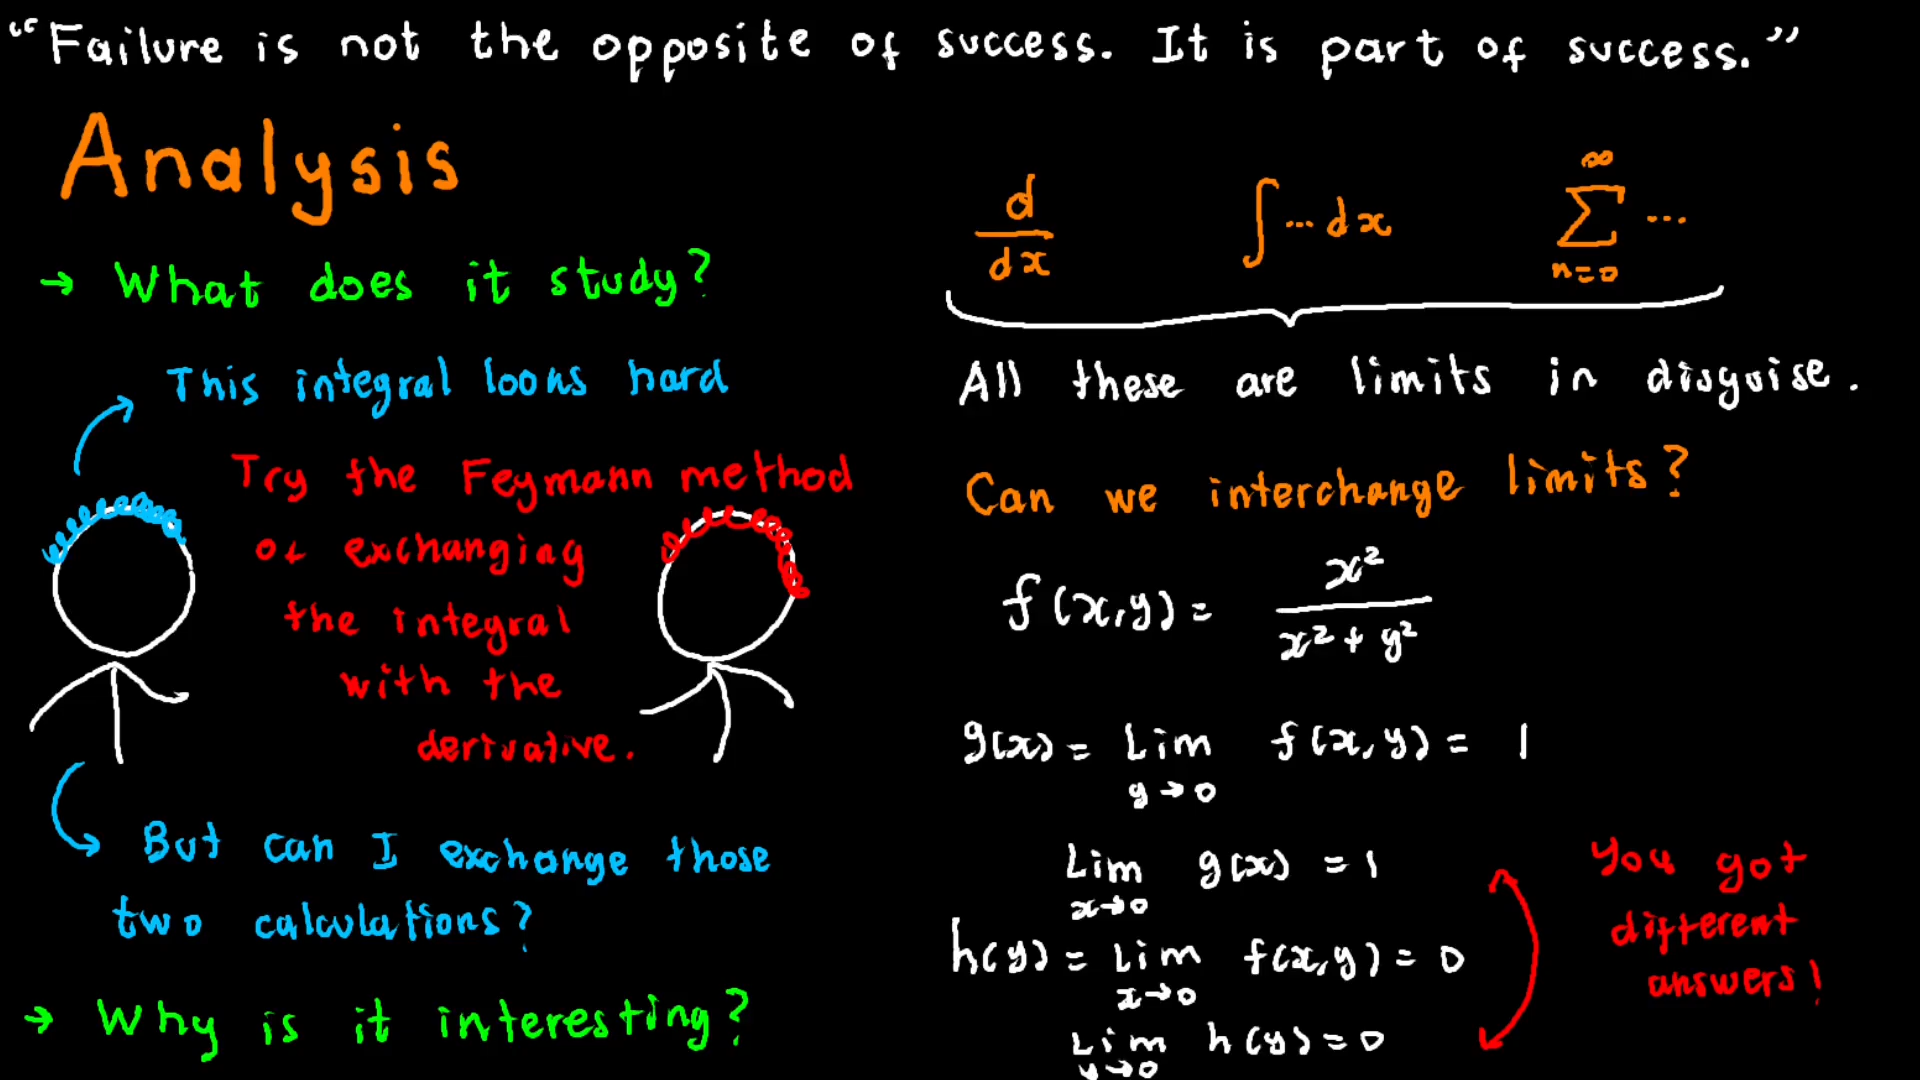 “Failure is not the opposite of success. It is part of success.”
Analysis
→ What does it study?
This integral looks hard
Try the Feymann method
of exchanging
the integral
with the
derivative.
But can I exchange those
two calculations?
→ Why is it interesting?
d/dx ∫...dx ∑_{n=0}^{∞} ...
All these are limits in disguise.
Can we interchange limits?
f(x,y) = x²/(x² + y²)
g(x) = Lim_{y→0} f(x,y) = 1
Lim_{x→0} g(x) = 1
h(y) = Lim_{x→0} f(x,y) = 0
Lim_{y→0} h(y) = 0
You got
different
answers!